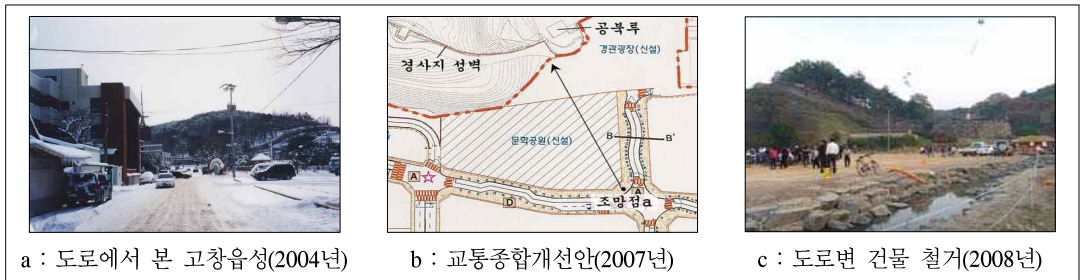 공북루
경관광장(신설)
경사지 성벽
B
B'
문학공원(신설)
A
A
조망점a
D
a : 도로에서 본 고창읍성(2004년)
b : 교통종합개선안(2007년)
c : 도로변 건물 철거(2008년)